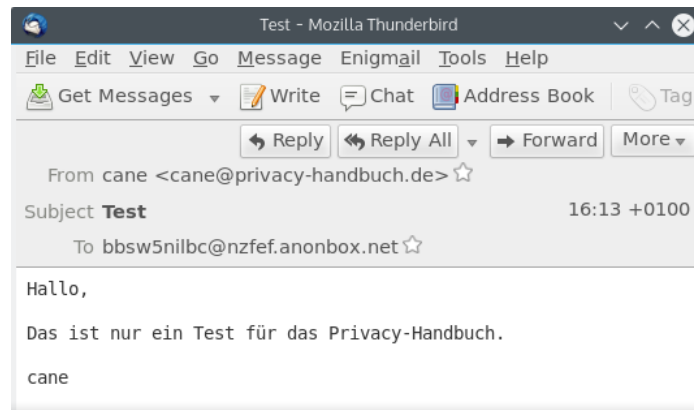 Test - Mozilla Thunderbird
File Edit View Go Message Enigmail Tools Help
Get Messages Write Chat Address Book Tag
Reply Reply All Forward More
From cane <cane@privacy-handbuch.de>
Subject Test 16:13 +0100
To bbsw5nilbc@nzfef.anonbox.net
Hallo,
Das ist nur ein Test für das Privacy-Handbuch.
cane